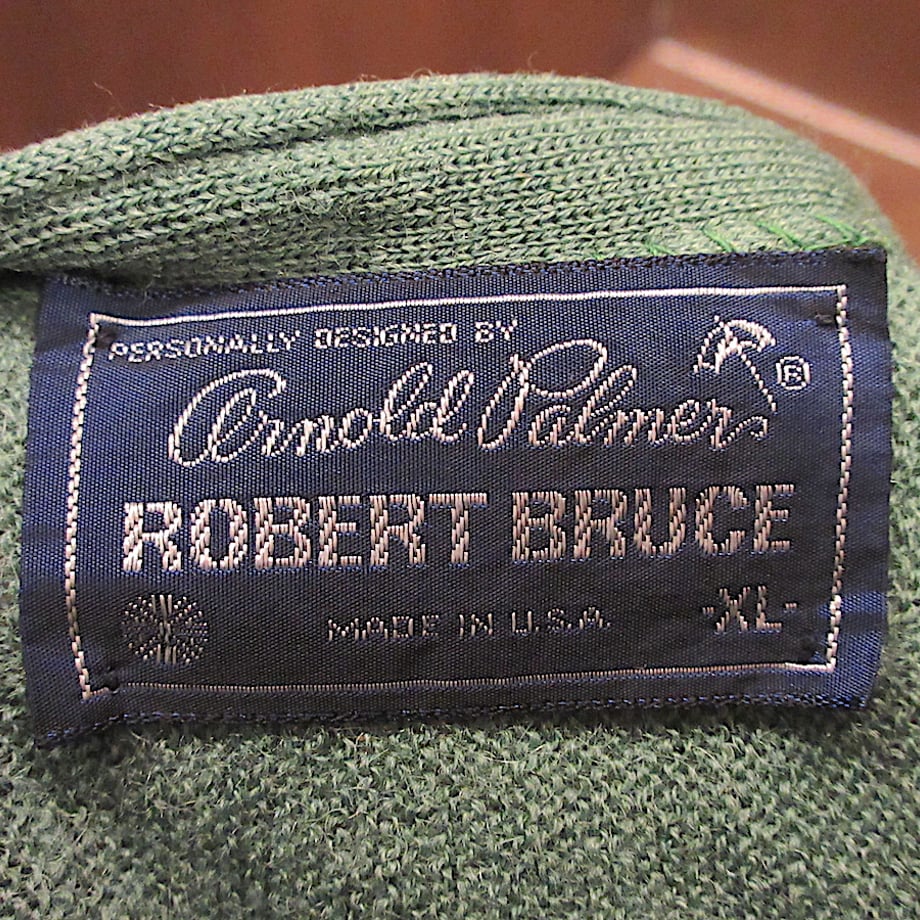 PERSONALLY DESIGNED BY
Arnold Palmer ®
ROBERT BRUCE
MADE IN U.S.A.
-XL-